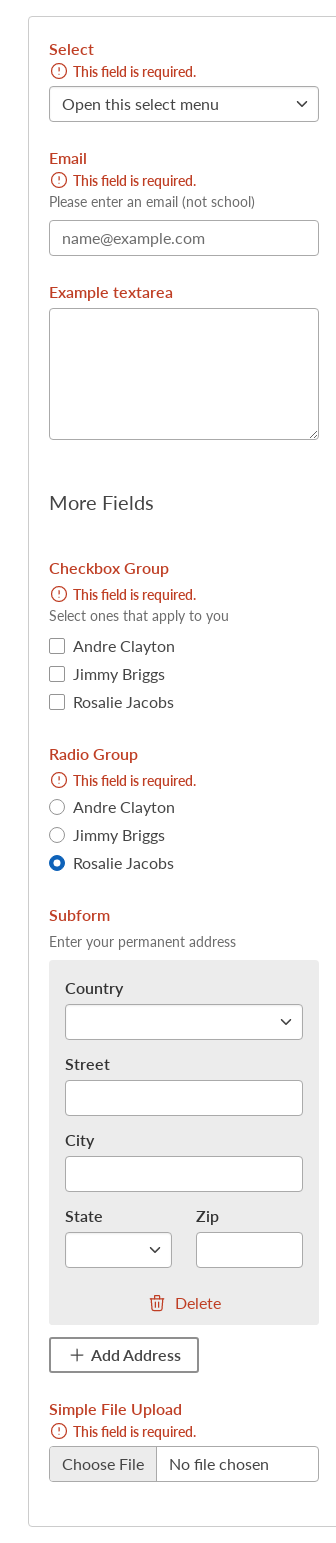 Select
This field is required.
Open this select menu
Email
This field is required.
Please enter an email (not school)
name@example.com
Example textarea
More Fields
Checkbox Group
This field is required.
Select ones that apply to you
Andre Clayton
Jimmy Briggs
Rosalie Jacobs
Radio Group
This field is required.
Andre Clayton
Jimmy Briggs
Rosalie Jacobs
Subform
Enter your permanent address
Country
Street
City
State Zip
Delete
Add Address
Simple File Upload
This field is required.
Choose File No file chosen